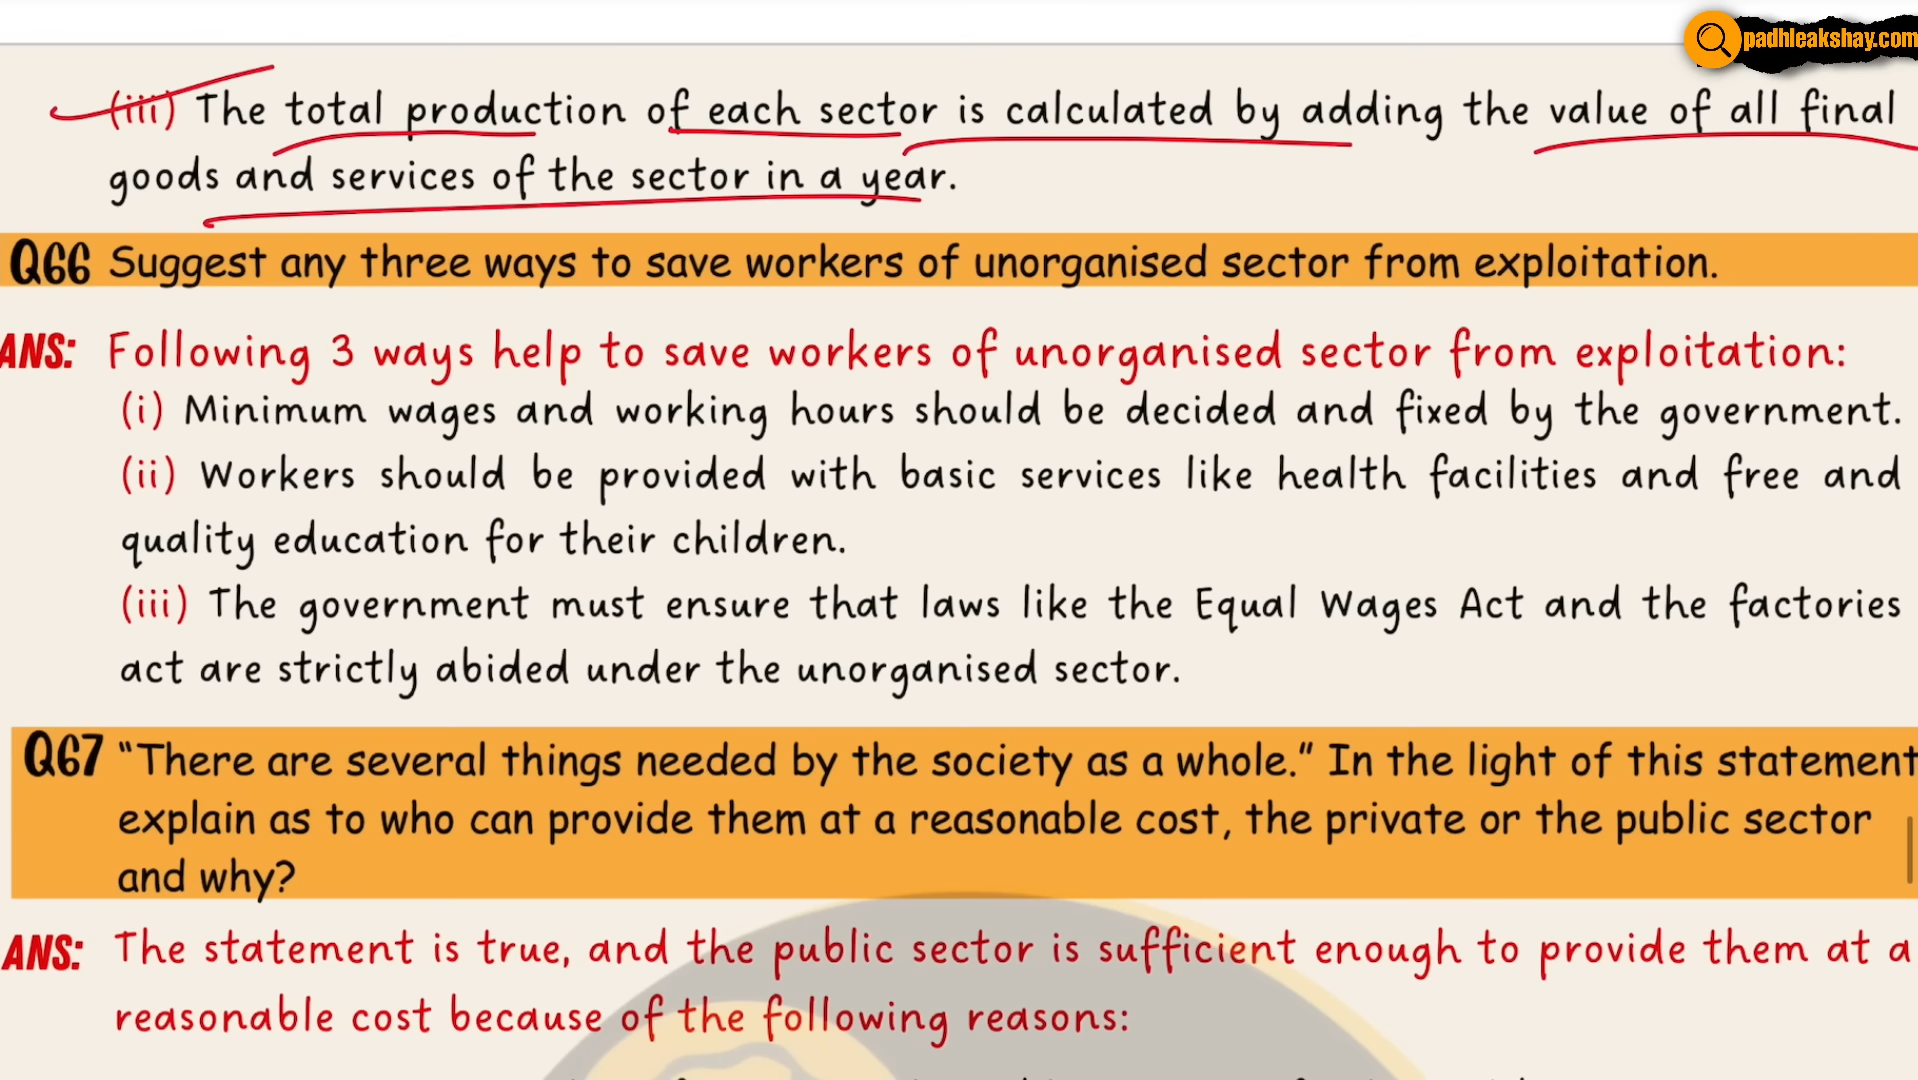 padhleakshay.com
(iii) The total production of each sector is calculated by adding the value of all final
goods and services of the sector in a year.
Q66 Suggest any three ways to save workers of unorganised sector from exploitation.
ANS: Following 3 ways help to save workers of unorganised sector from exploitation:
(i) Minimum wages and working hours should be decided and fixed by the government.
(ii) Workers should be provided with basic services like health facilities and free and
quality education for their children.
(iii) The government must ensure that laws like the Equal Wages Act and the factories
act are strictly abided under the unorganised sector.
Q67 "There are several things needed by the society as a whole." In the light of this statement
explain as to who can provide them at a reasonable cost, the private or the public sector
and why?
ANS: The statement is true, and the public sector is sufficient enough to provide them at a
reasonable cost because of the following reasons: